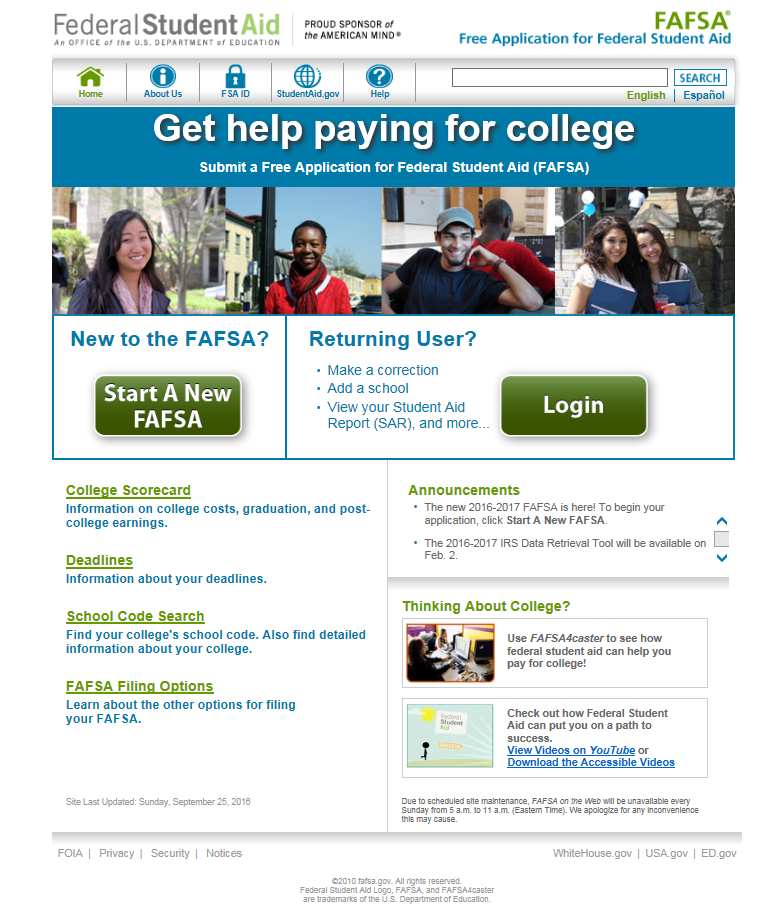 Federal Student Aid
An OFFICE of the U.S. DEPARTMENT of EDUCATION
PROUD SPONSOR of
the AMERICAN MIND®
FAFSA®
Free Application for Federal Student Aid
Home
About Us
FSA ID
StudentAid.gov
Help
SEARCH
English | Español
Get help paying for college
Submit a Free Application for Federal Student Aid (FAFSA)
New to the FAFSA?
Start A New
FAFSA
Returning User?
• Make a correction
• Add a school
• View your Student Aid
Report (SAR), and more...
Login
College Scorecard
Information on college costs, graduation, and post-
college earnings.
Deadlines
Information about your deadlines.
School Code Search
Find your college's school code. Also find detailed
information about your college.
FAFSA Filing Options
Learn about the other options for filing
your FAFSA.
Site Last Updated: Sunday, September 25, 2016
Announcements
• The new 2016-2017 FAFSA is here! To begin your
application, click Start A New FAFSA.
• The 2016-2017 IRS Data Retrieval Tool will be available on
Feb. 2.
Thinking About College?
Use FAFSA4caster to see how
federal student aid can help you
pay for college!
Federal
Student
Aid
Check out how Federal Student
Aid can put you on a path to
success.
View Videos on YouTube or
Download the Accessible Videos
Due to scheduled site maintenance, FAFSA on the Web will be unavailable every
Sunday from 5 a.m. to 11 a.m. (Eastern Time). We apologize for any inconvenience
this may cause.
FOIA | Privacy | Security | Notices
WhiteHouse.gov | USA.gov | ED.gov
©2010 fafsa.gov. All rights reserved.
Federal Student Aid Logo, FAFSA, and FAFSA4caster
are trademarks of the U.S. Department of Education.